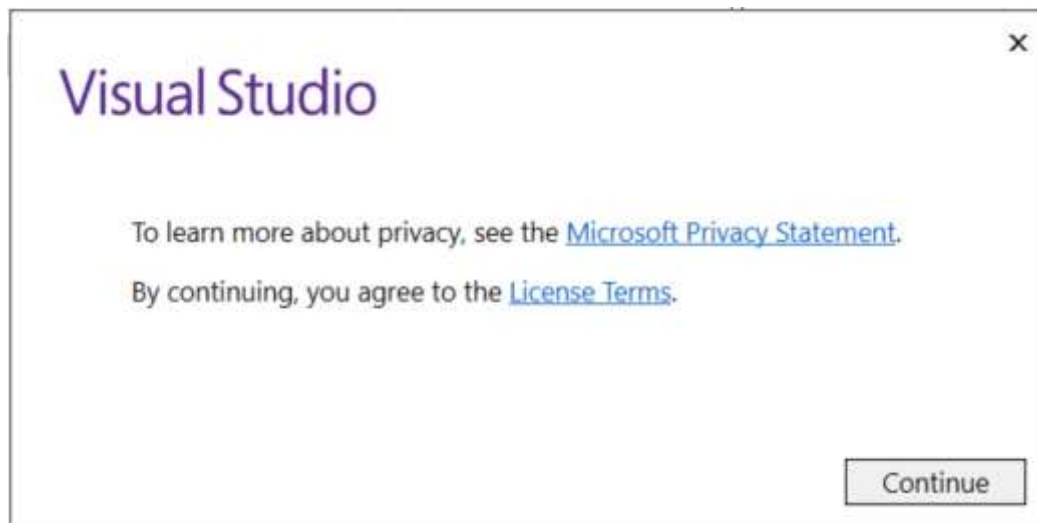 Visual Studio
To learn more about privacy, see the Microsoft Privacy Statement.
By continuing, you agree to the License Terms.
Continue